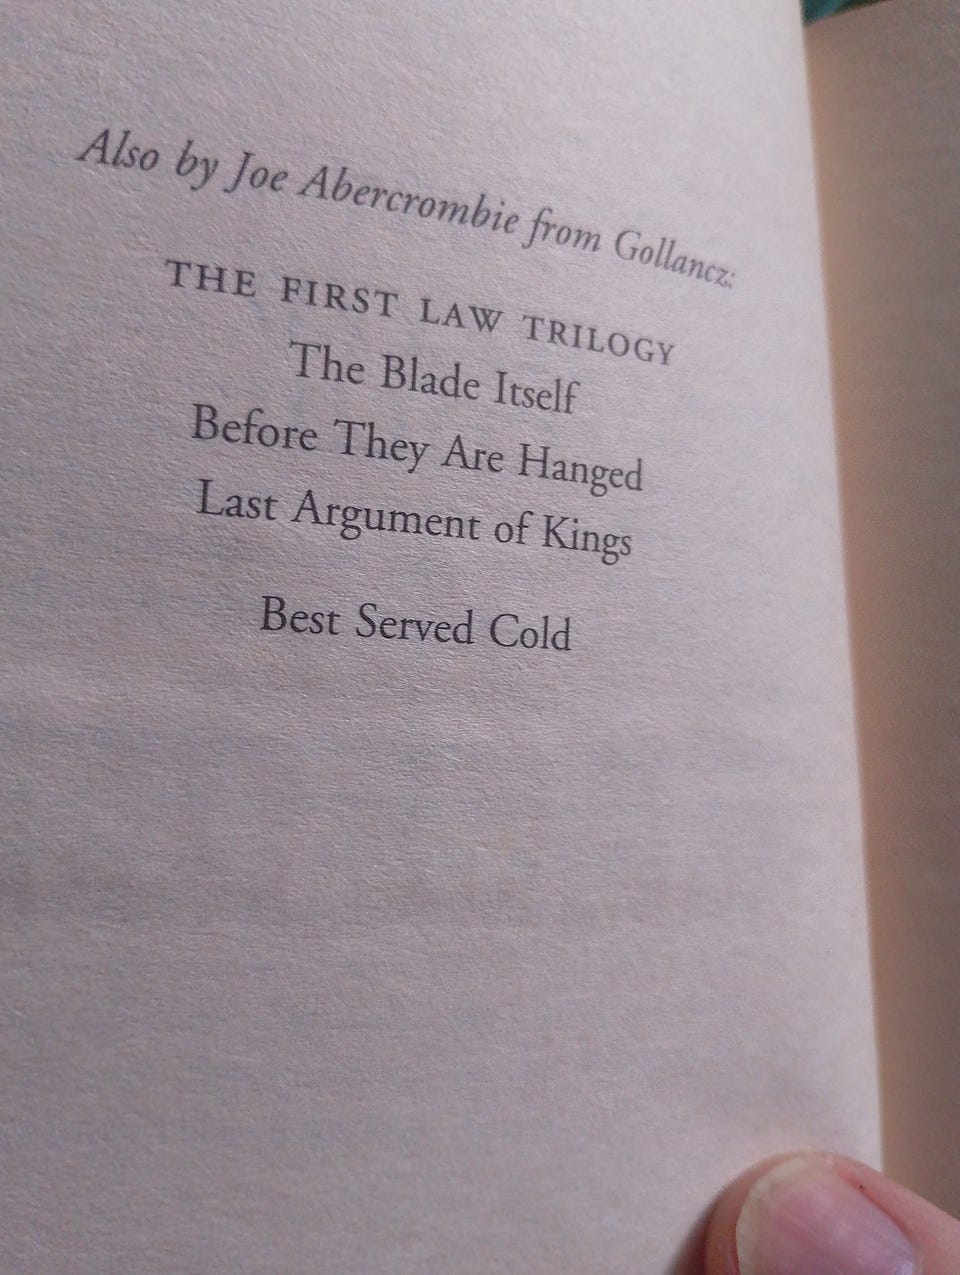 Also by Joe Abercrombie from Gollancz:
THE FIRST LAW TRILOGY
The Blade Itself
Before They Are Hanged
Last Argument of Kings
Best Served Cold